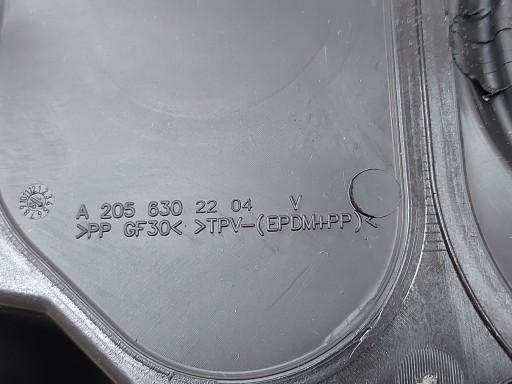 A 205 630 22 04 V
>PP GF30< >TPV-(EPDM+PP)<